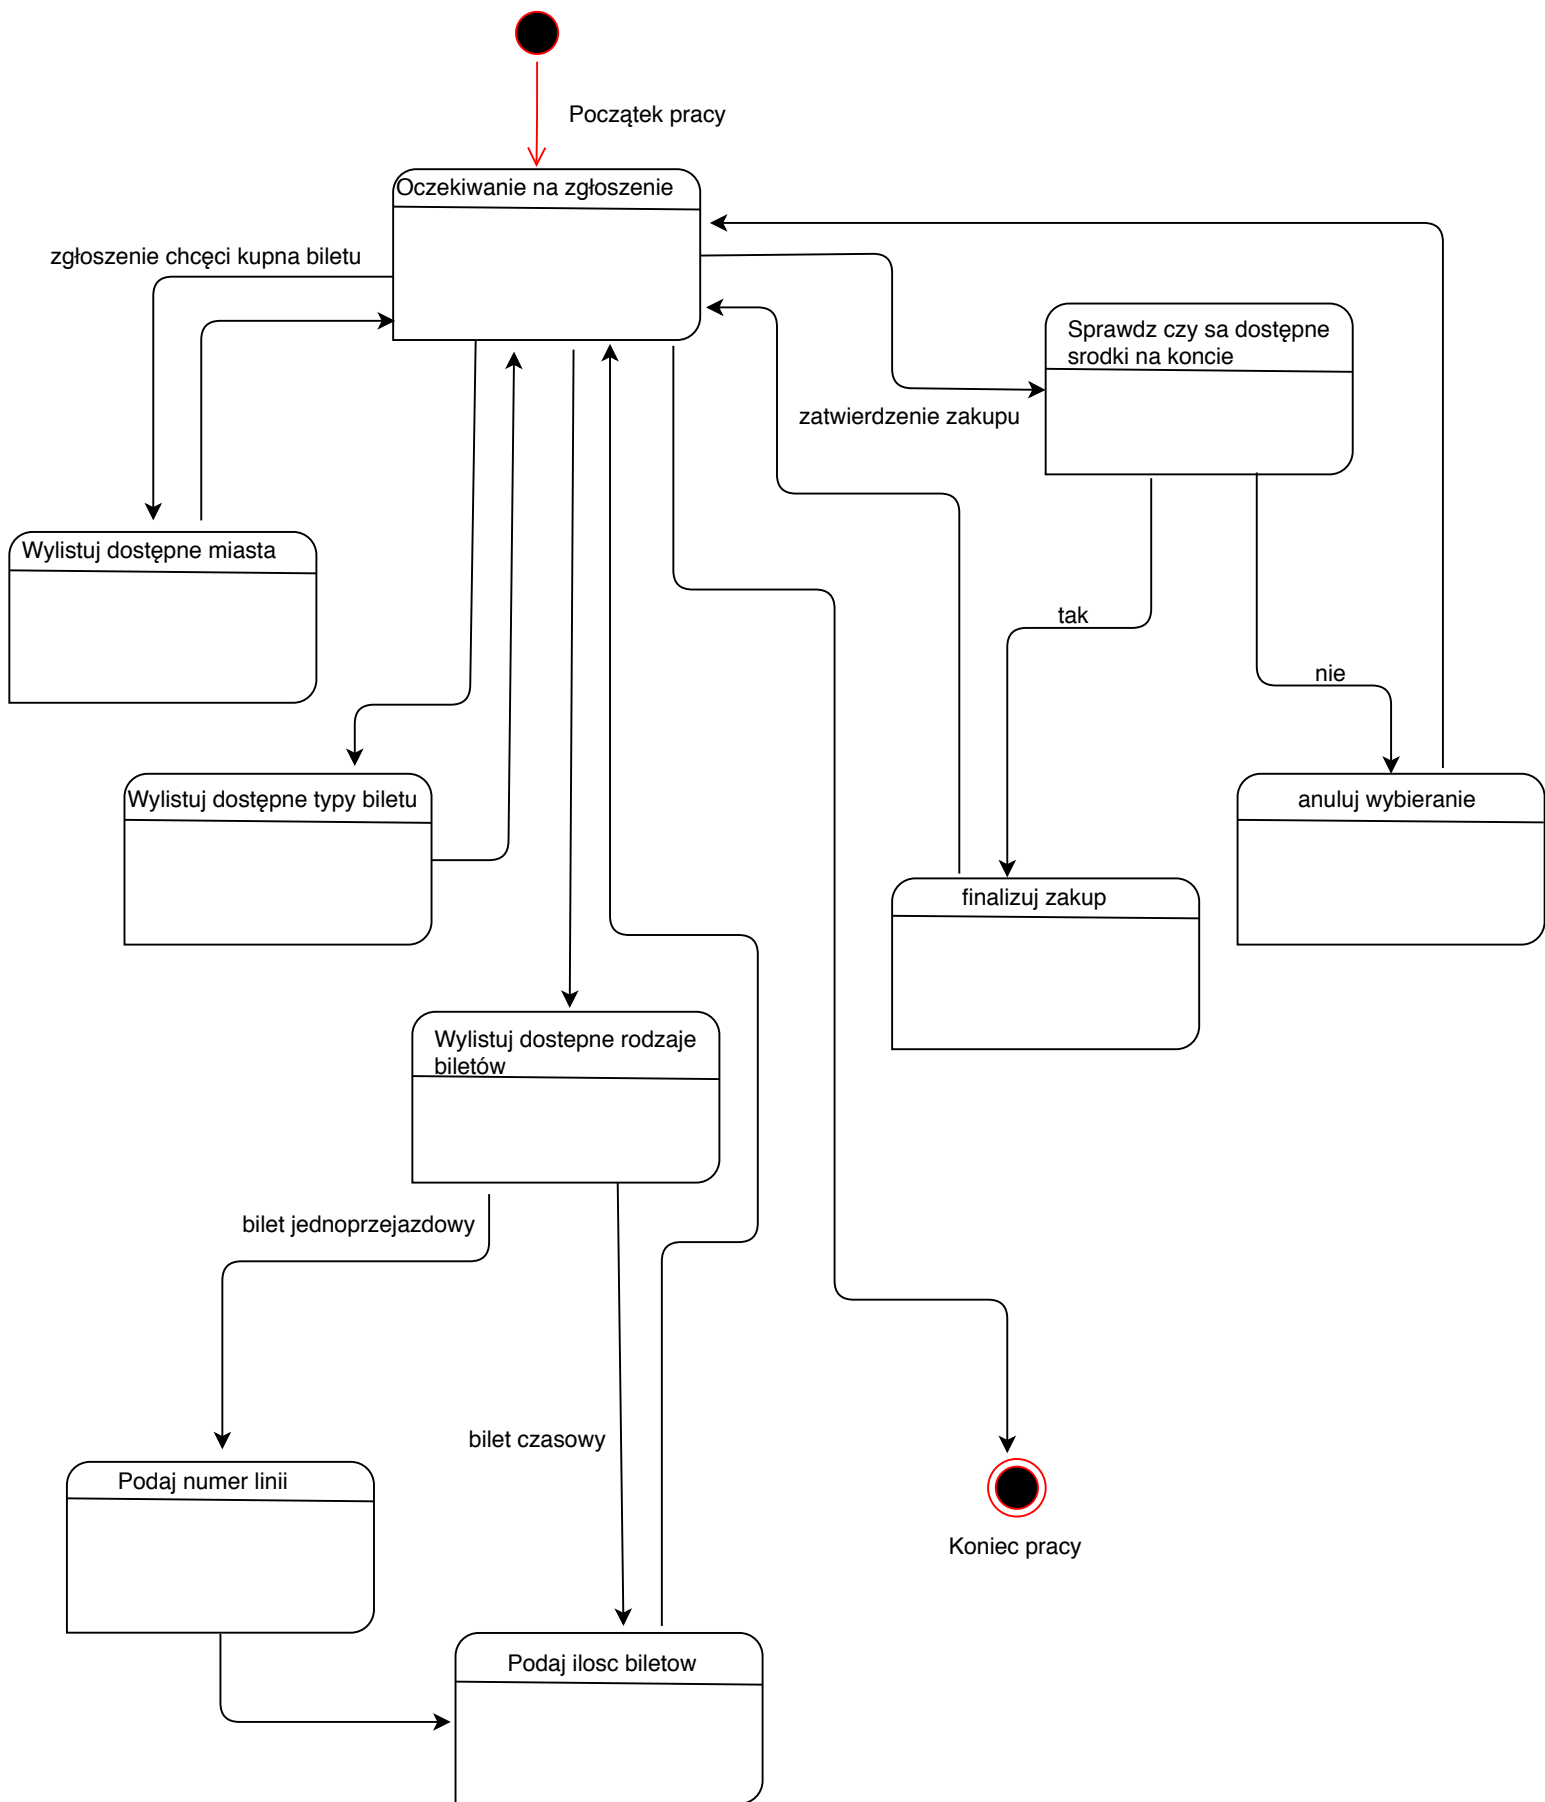 Początek pracy
Oczekiwanie na zgłoszenie
zgłoszenie chcęci kupna biletu
Sprawdz czy sa dostępne
srodki na koncie
zatwierdzenie zakupu
Wylistuj dostępne miasta
tak
nie
Wylistuj dostępne typy biletu
anuluj wybieranie
finalizuj zakup
Wylistuj dostepne rodzaje
biletów
bilet jednoprzejazdowy
bilet czasowy
Podaj numer linii
Koniec pracy
Podaj ilosc biletow